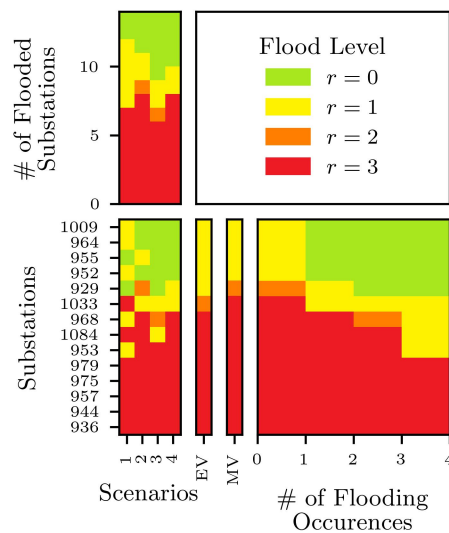 # of Flooded
Substations
10
5
0
Flood Level
r = 0
r = 1
r = 2
r = 3
Substations
1009
964
955
952
929
1033
968
1084
953
979
975
957
944
936
1 2 3 4
Scenarios
EV
MV
0 1 2 3 4
# of Flooding
Occurences